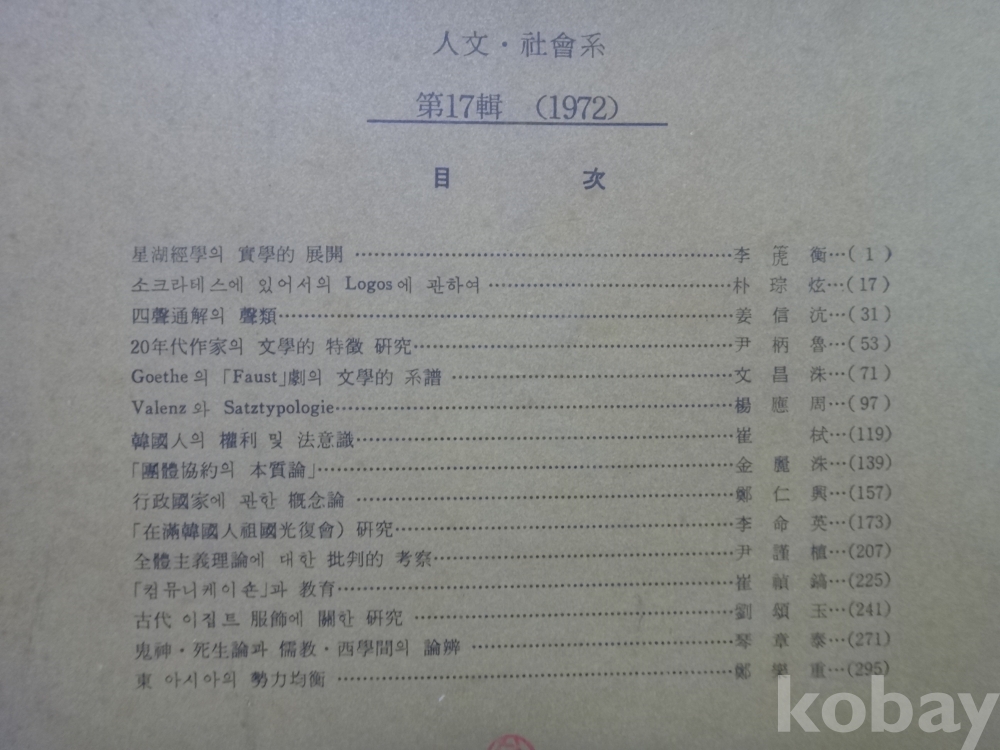 人文・社會系
第17輯 (1972)
目 次
星湖經學의 實學的 展開 ⋯⋯ 李 箎 衡⋯( 1 )
소크라테스에 있어서의 Logos에 관하여 ⋯⋯ 朴 琮 炫⋯( 17 )
四聲通解의 聲類⋯⋯ 姜 信 沆⋯( 31 )
20年代作家의 文學的 特徵 研究⋯⋯ 尹 柄 魯⋯( 53 )
Goethe의 「Faust」劇의 文學的 系譜 ⋯⋯ 文 昌 洙⋯( 71 )
Valenz와 Satztypologie⋯⋯ 楊 應 周⋯( 97 )
韓國人의 權利 및 法意識⋯⋯ 崔 栻⋯(119)
「團體協約의 本質論」⋯⋯ 金 麗 洙⋯(139)
行政國家에 관한 槪念論 ⋯⋯ 鄭 仁 興⋯(157)
「在滿韓國人祖國光復會) 研究⋯⋯ 李 命 英⋯(173)
全體主義理論에 대한 批判的 考察⋯⋯ 尹 謹 植⋯(207)
「컴뮤니케이숀」과 敎育⋯⋯ 崔 禎 鎬⋯(225)
古代 이집트 服飾에 關한 研究 ⋯⋯ 劉 頌 玉⋯(241)
鬼神・死生論과 儒教・西學間의 論辨 ⋯⋯ 琴 章 泰⋯(271)
東 아시아의 勢力均衡 ⋯⋯ 鄭 樂 重⋯(295)
kobay